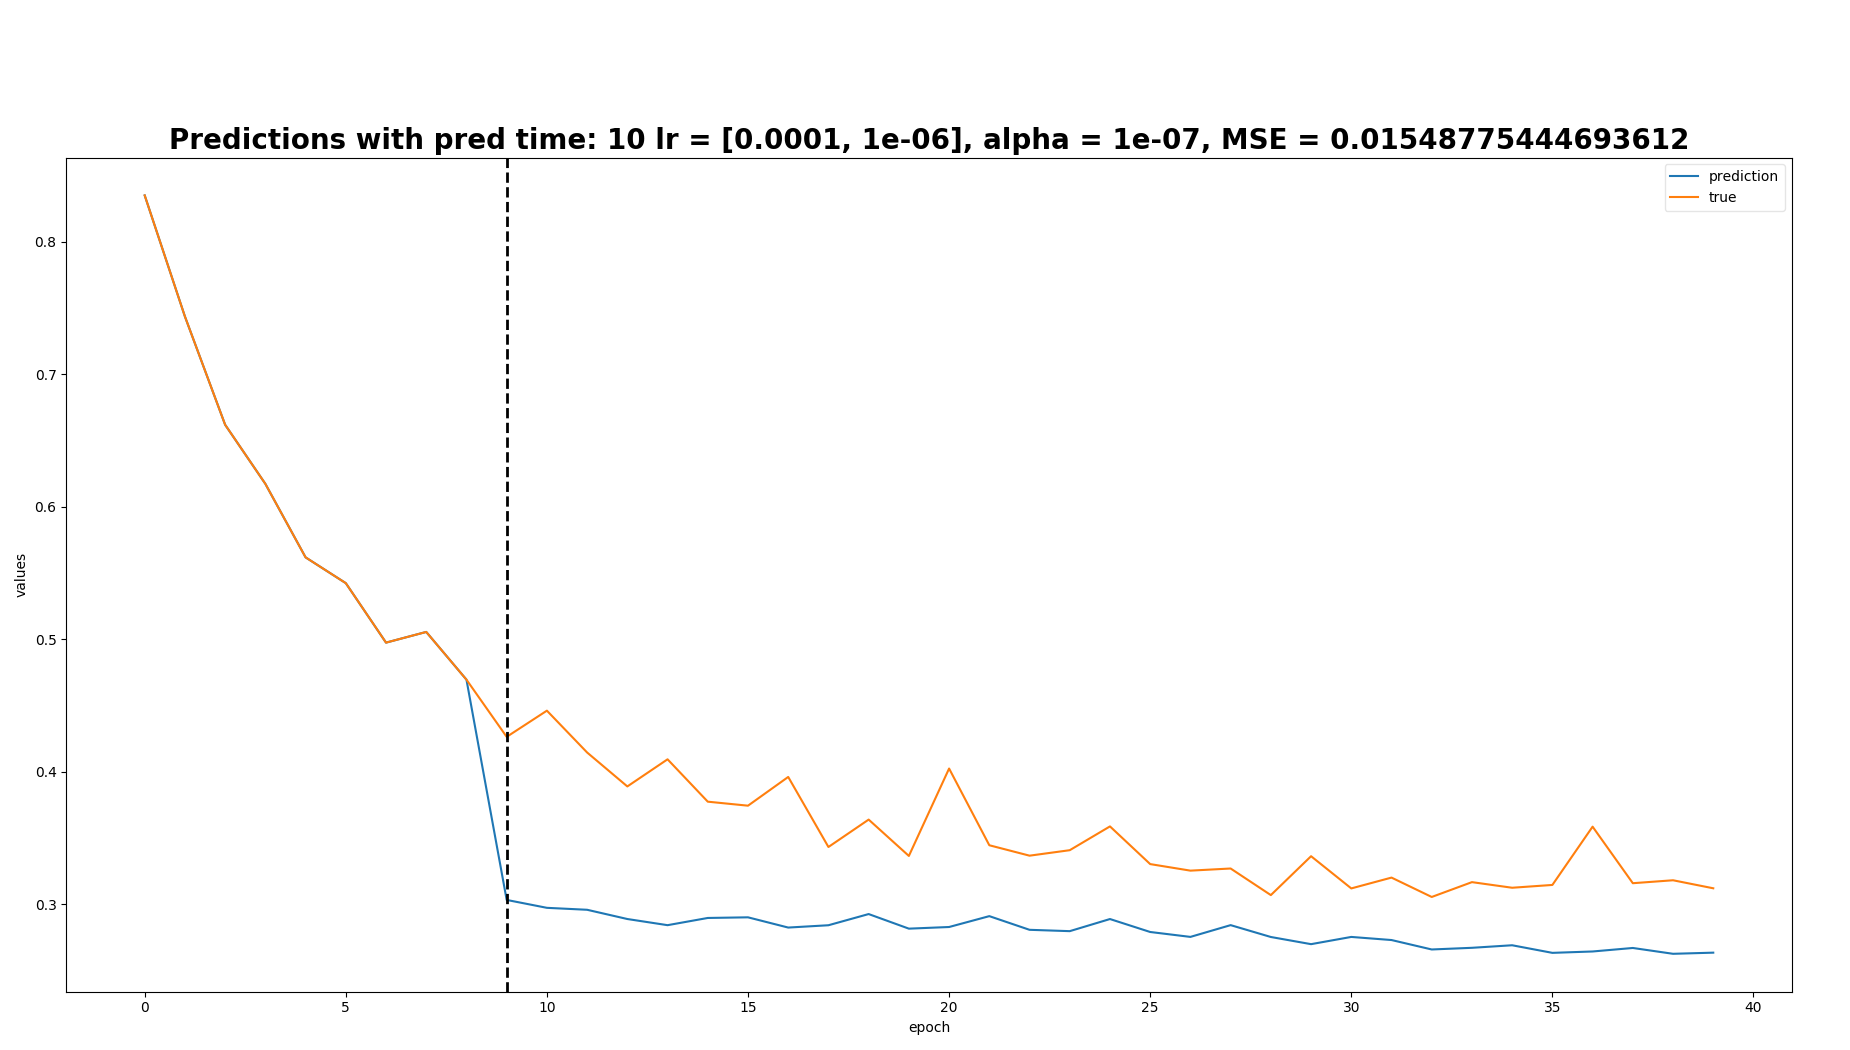 Predictions with pred time: 10 lr = [0.0001, 1e-06], alpha = 1e-07, MSE = 0.01548775444693612
prediction
true
0.8
0.7
0.6
0.5
0.4
0.3
values
0 5 10 15 20 25 30 35 40
epoch